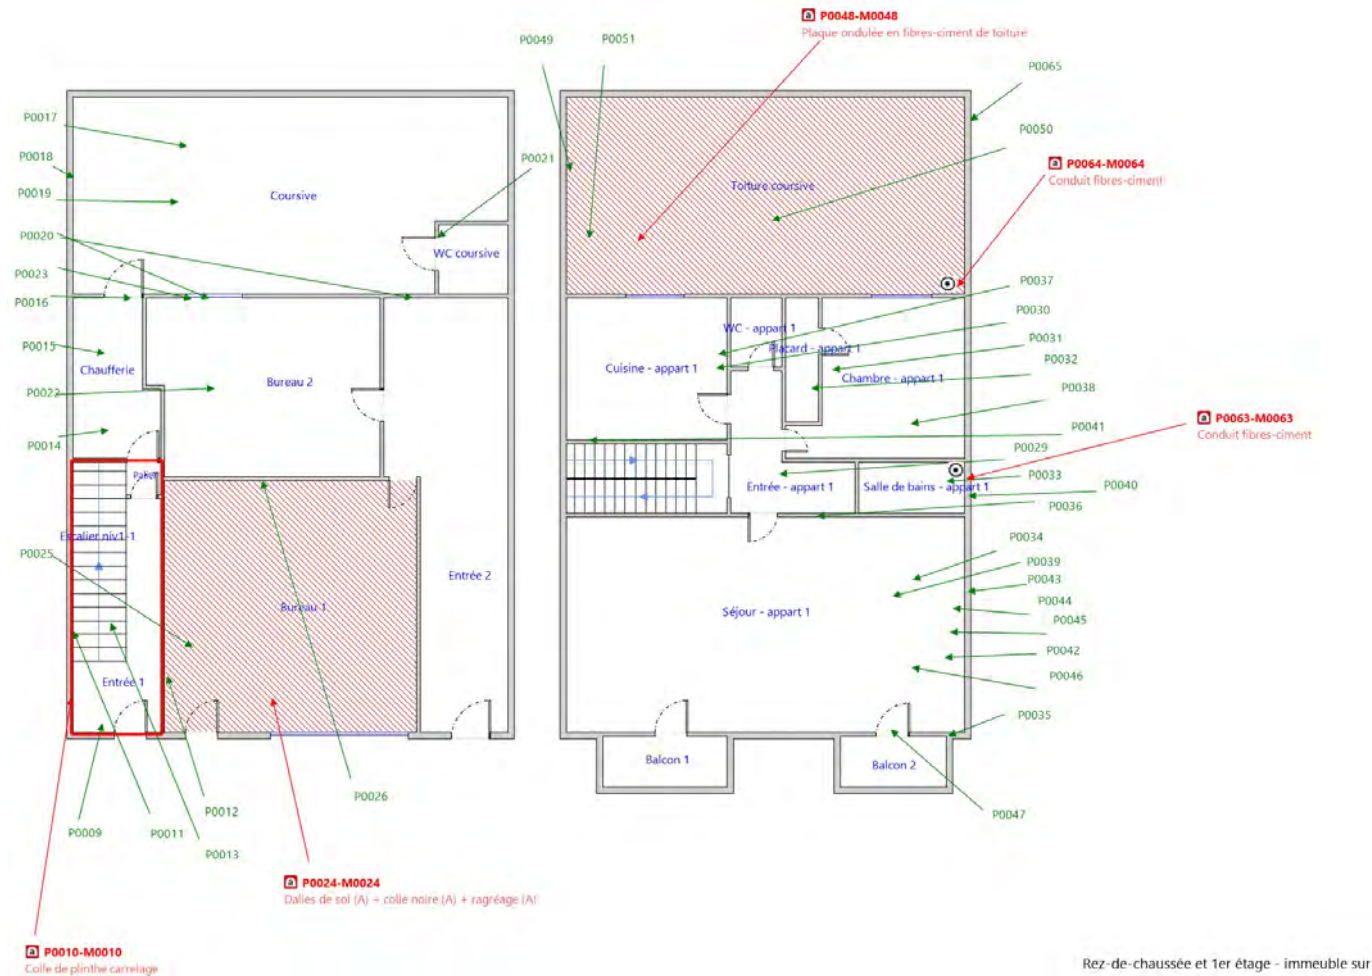 a P0048-M0048
Plaque ondulée en fibres-ciment de toiture
P0049
P0051
P0065
P0017
P0050
P0018
P0021
a P0064-M0064
Conduit fibres-ciment
P0019
Coursive
Toiture coursive
P0020
WC coursive
P0023
P0037
P0016
P0030
WC - appart 1
P0015
Placard - appart 1
P0031
Chaufferie
Cuisine - appart 1
P0032
Bureau 2
Chambre - appart 1
P0022
P0038
a P0063-M0063
Conduit fibres-ciment
P0041
P0014
P0029
Palier
P0033
Entrée - appart 1
Salle de bains - appart 1
P0040
P0036
Escalier niv1-1
P0034
P0025
P0039
Entrée 2
P0043
Bureau 1
Séjour - appart 1
P0044
P0045
P0042
P0046
Entrée 1
P0035
Balcon 1
Balcon 2
P0026
P0012
P0047
P0009
P0011
P0013
a P0024-M0024
Dalles de sol (A) + colle noire (A) + ragréage (A)
a P0010-M0010
Colle de plinthe carrelage
Rez-de-chaussée et 1er étage - immeuble sur